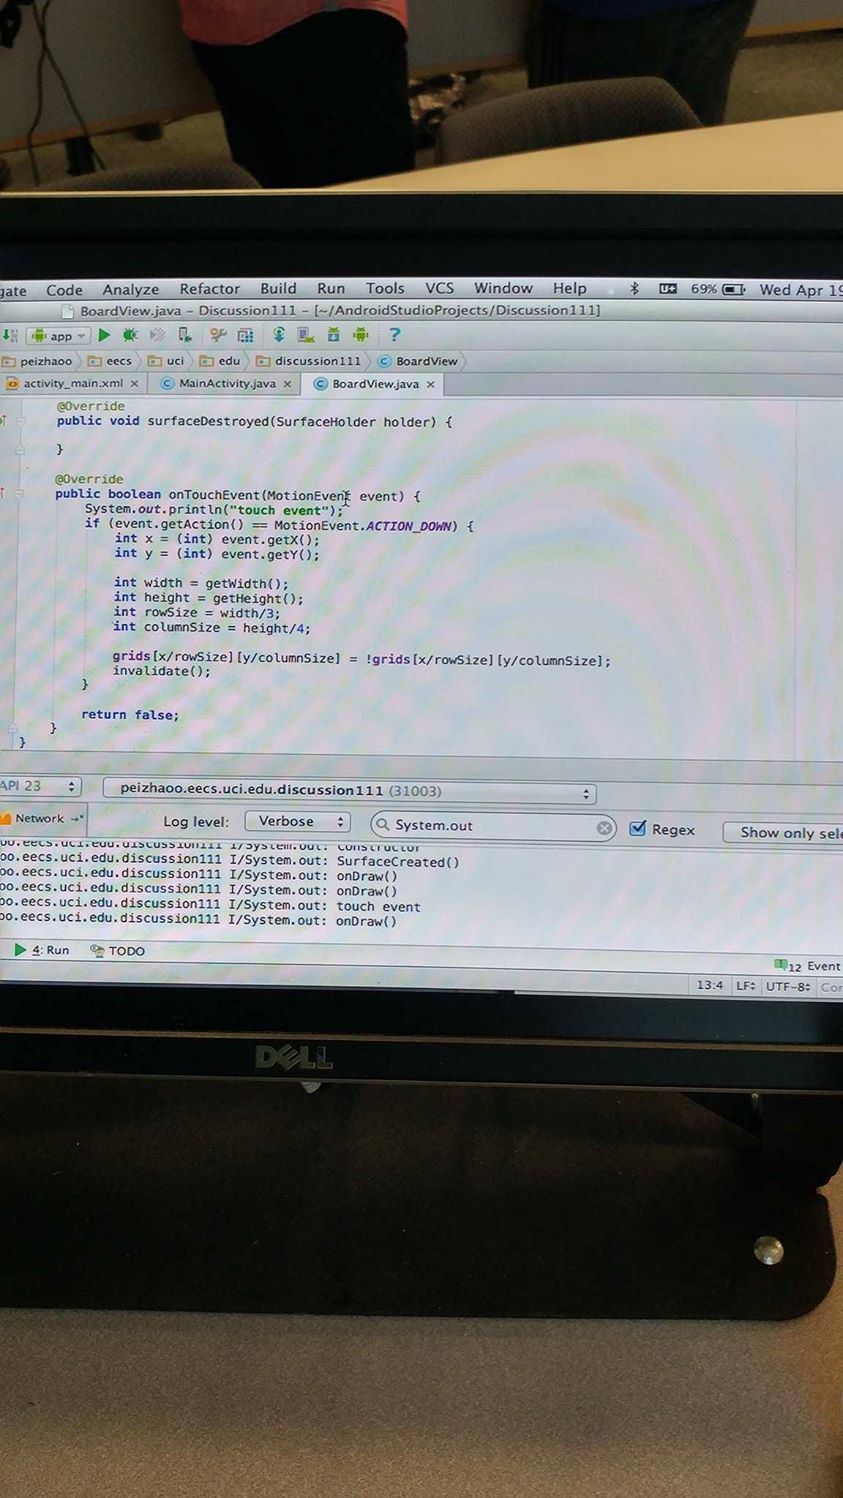 Code Analyze Refactor Build Run Tools VCS Window Help 69% Wed Apr
BoardView.java – Discussion111 – [~/AndroidStudioProjects/Discussion111]
app ?
peizhaoo eecs uci edu discussion111 BoardView
activity_main.xml MainActivity.java BoardView.java
@Override
public void surfaceDestroyed(SurfaceHolder holder) {
}
@Override
public boolean onTouchEvent(MotionEvent event) {
System.out.println("touch event");
if (event.getAction() == MotionEvent.ACTION_DOWN) {
int x = (int) event.getX();
int y = (int) event.getY();
int width = getWidth();
int height = getHeight();
int rowSize = width/3;
int columnSize = height/4;
grids[x/rowSize][y/columnSize] = !grids[x/rowSize][y/columnSize];
invalidate();
}
return false;
}
}
API 23 peizhaoo.eecs.uci.edu.discussion111 (31003)
Network Log level: Verbose System.out Regex Show only
oo.eecs.uci.edu.discussion111 I/System.out: Constructor
oo.eecs.uci.edu.discussion111 I/System.out: SurfaceCreated()
oo.eecs.uci.edu.discussion111 I/System.out: onDraw()
oo.eecs.uci.edu.discussion111 I/System.out: onDraw()
oo.eecs.uci.edu.discussion111 I/System.out: touch event
oo.eecs.uci.edu.discussion111 I/System.out: onDraw()
4: Run TODO
12 Event
13:4 LF UTF-8
DELL